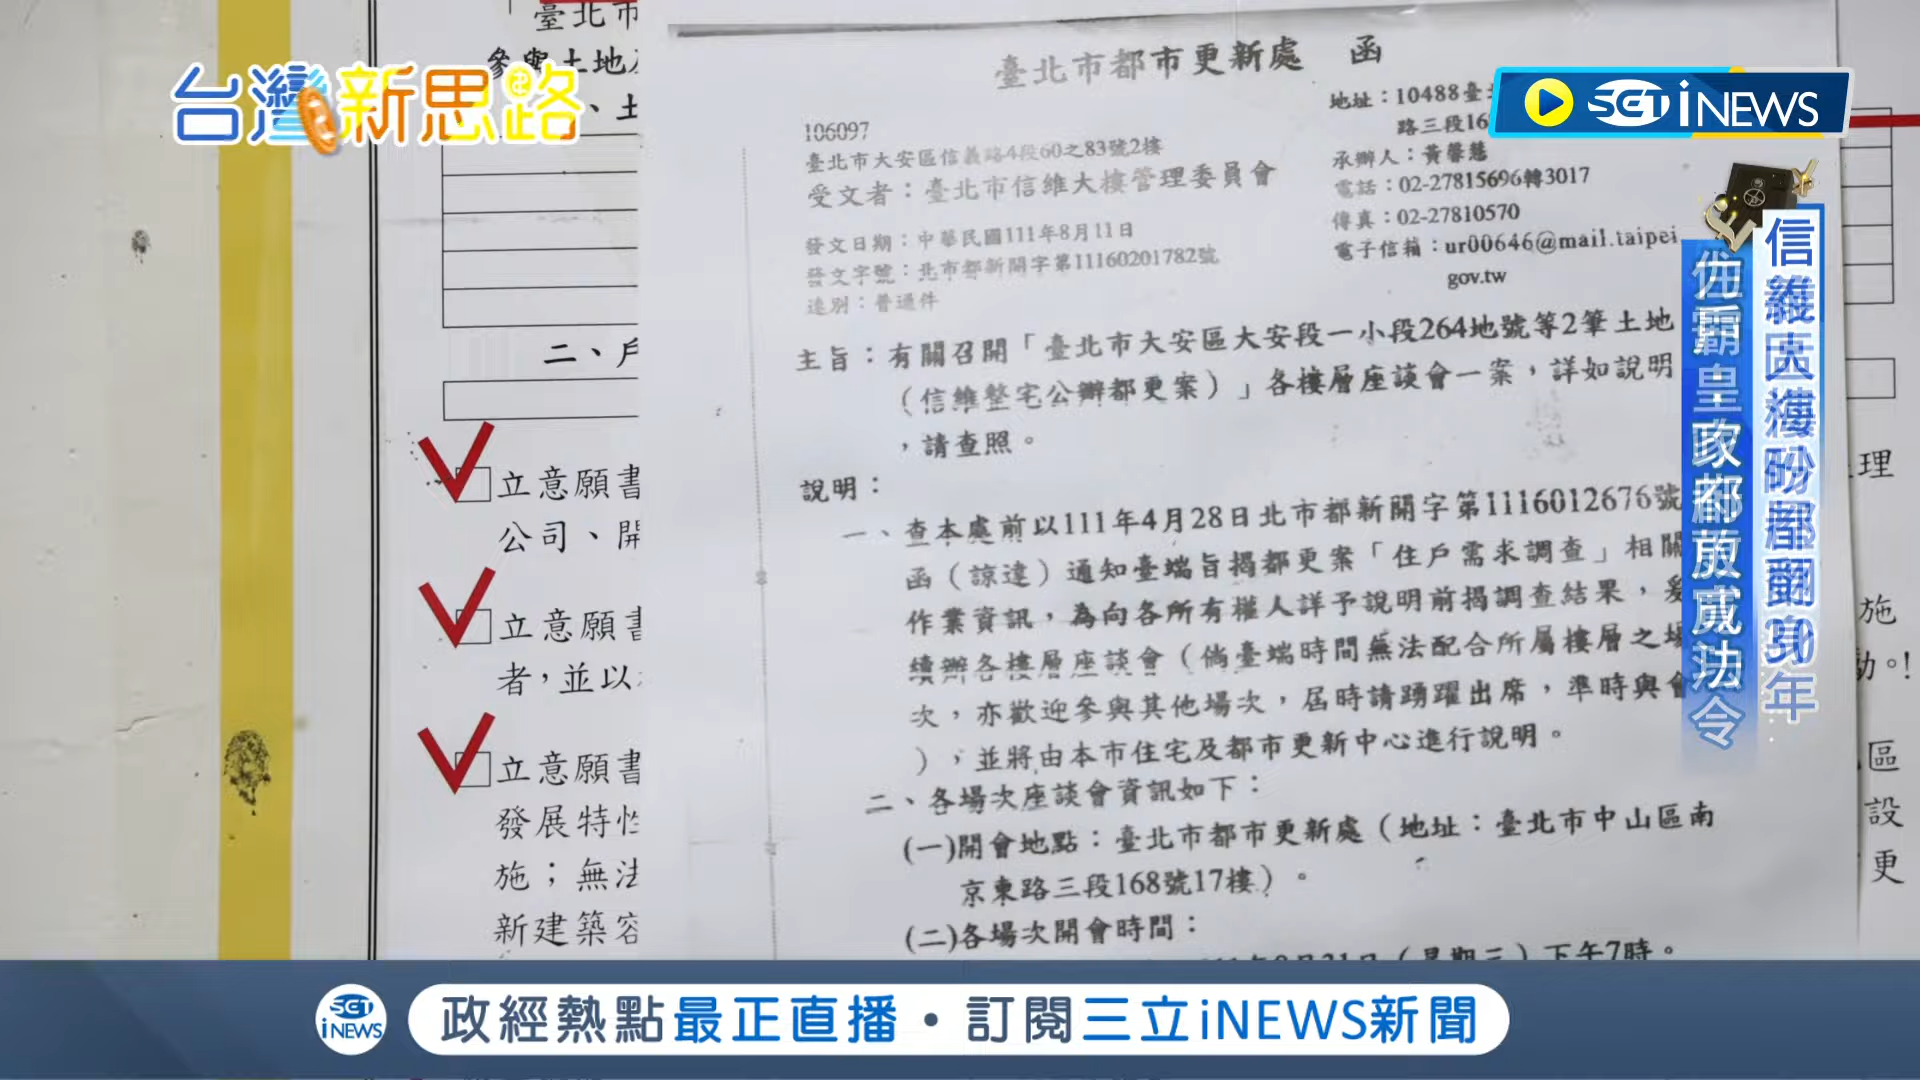 台灣新思路
SET iNEWS
「臺北市
參與土地及
、土
二、戶
立意願書
公司、開
立意願書
者,並以
立意願書
發展特性
施；無法
新建築容
臺北市都市更新處 函
地址：10488臺北
路三段16
承辦人：黃馨慧
電話：02-27815696轉3017
傳真：02-27810570
電子信箱：ur00646@mail.taipei.
gov.tw
106097
臺北市大安區信義路4段60之83號2樓
受文者：臺北市信維大樓管理委員會
發文日期：中華民國111年8月11日
發文字號：北市都新開字第11160201782號
速別：普通件
主旨：有關召開「臺北市大安區大安段一小段264地號等2筆土地
（信維整宅公辦都更案）」各樓層座談會一案，詳如說明
，請查照。
說明：
一、查本處前以111年4月28日北市都新開字第1116012676號
函（諒達）通知臺端旨揭都更案「住戶需求調查」相關
作業資訊，為向各所有權人詳予說明前揭調查結果，爰
續辦各樓層座談會（倘臺端時間無法配合所屬樓層之場
次，亦歡迎參與其他場次，屆時請踴躍出席，準時與會
），並將由本市住宅及都市更新中心進行說明。
二、各場次座談會資訊如下：
(一)開會地點：臺北市都市更新處（地址：臺北市中山區南
京東路三段168號17樓）。
(二)各場次開會時間：
（星期三）下午7時。
理
施
動。!
區
設
更
政經熱點最正直播・訂閱三立iNEWS新聞
SET
iNEWS